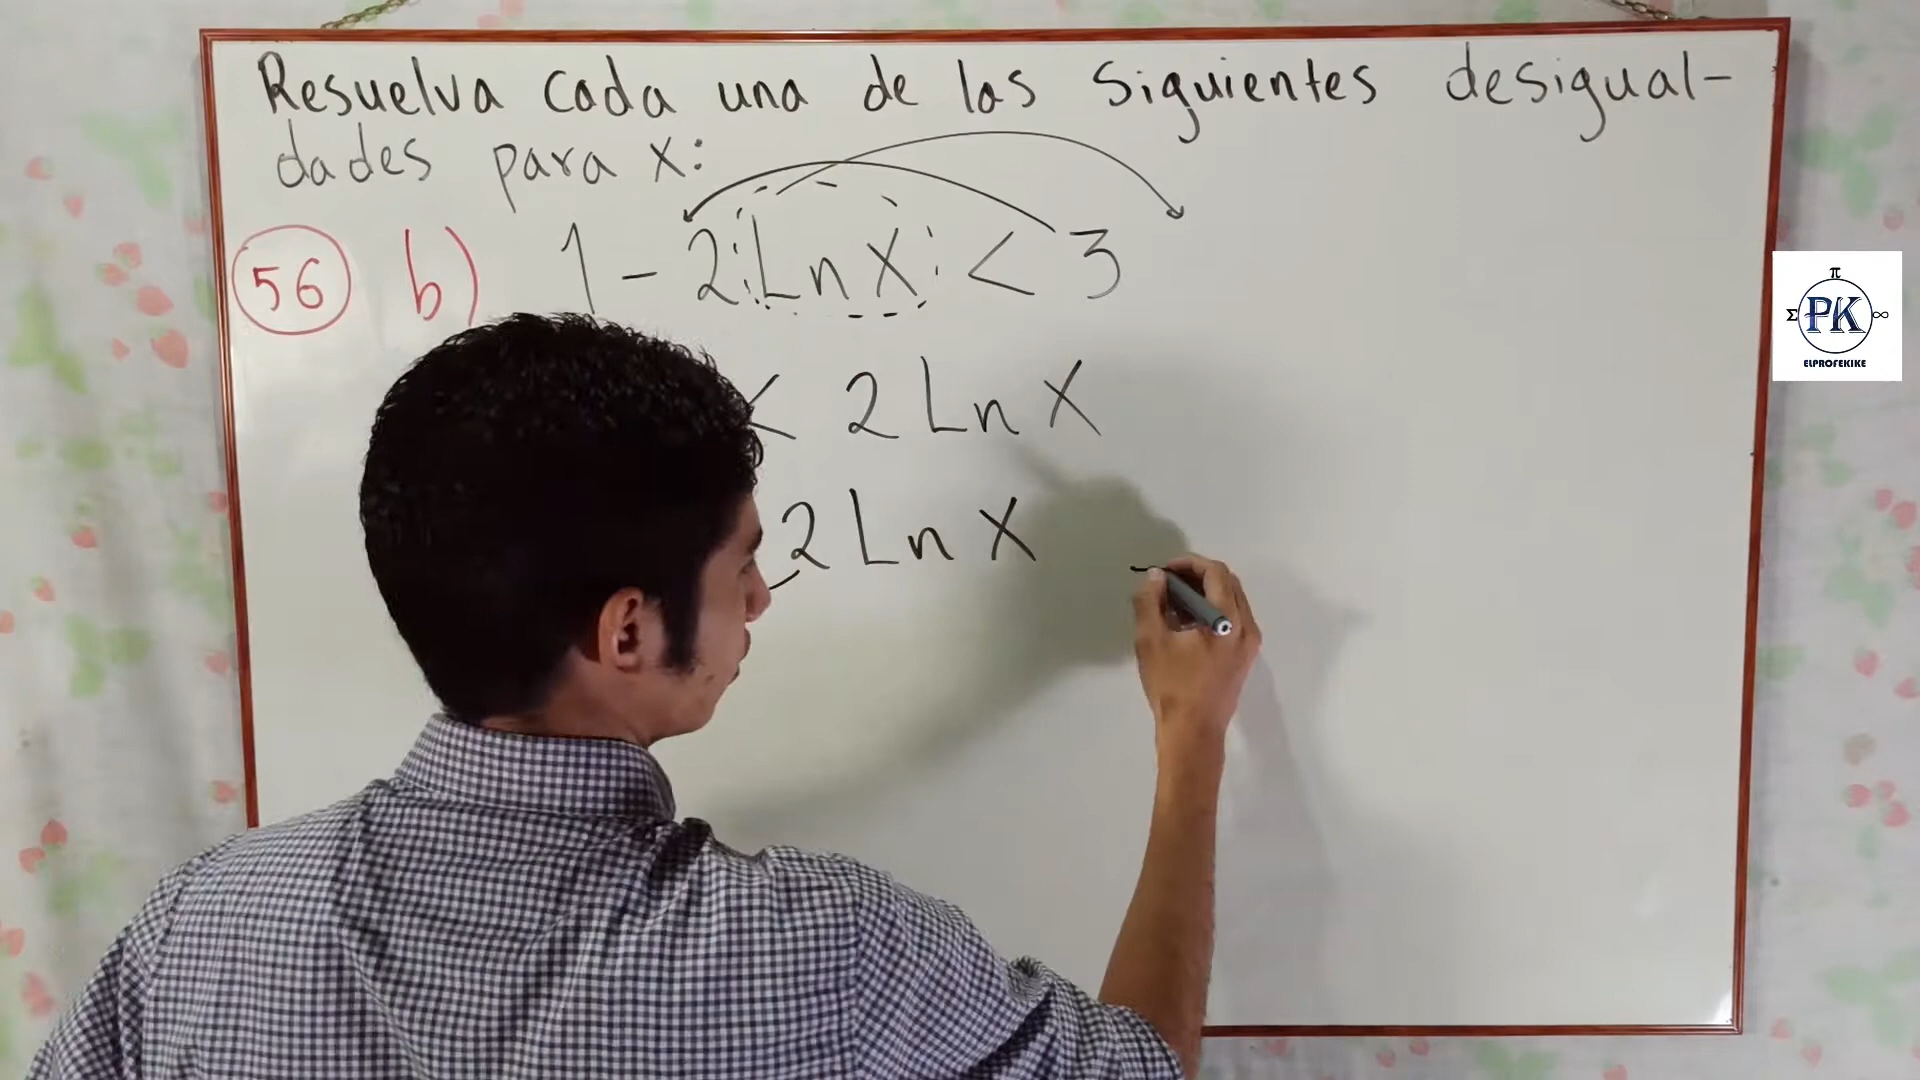 Resuelva cada una de las siguientes desigual-
dades para x:
56 b) 1 - 2 Ln X < 3
< 2 Ln X
2 Ln X
π
Σ PK ∞
ELPROFEKIKE